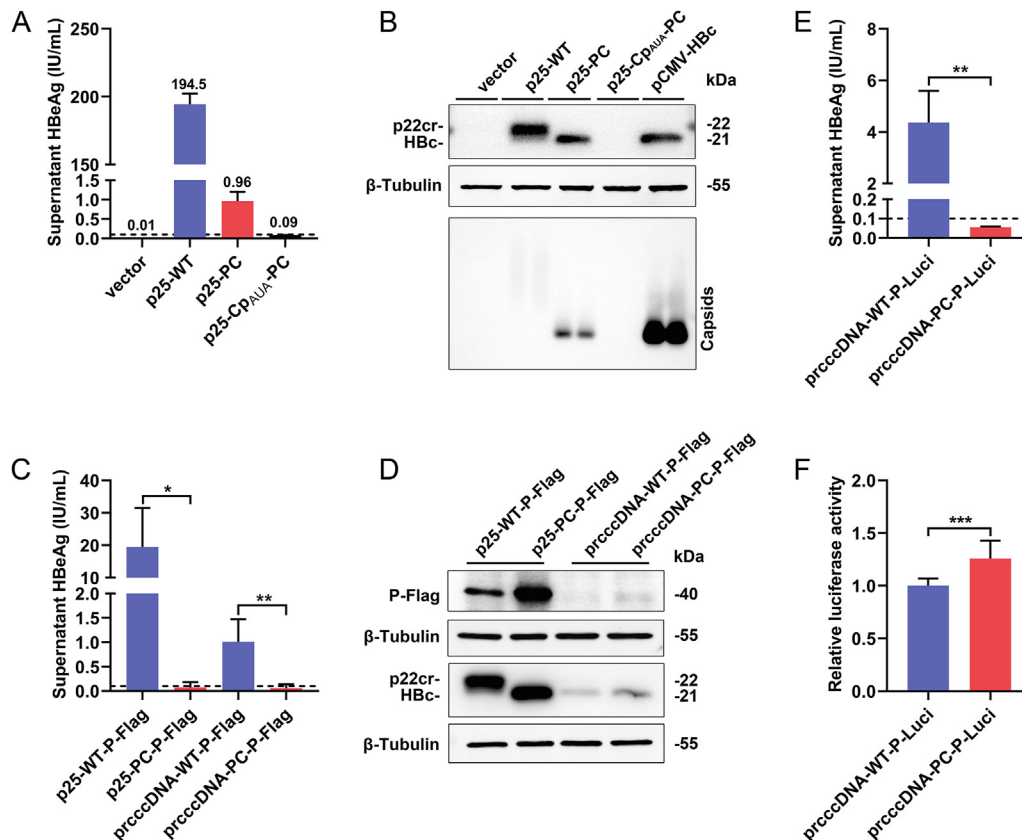 A
Supernatant HBeAg (IU/mL)
250
200
150
100
50
1.5
1.0
0.5
0.0
0.01
194.5
0.96
0.09
vector
p25-WT
p25-PC
p25-CpAUA-PC
B
vector
p25-WT
p25-PC
p25-CpAUA-PC
pCMV-HBc
kDa
p22cr- -22
HBc- -21
β-Tubulin -55
Capsids
E
Supernatant HBeAg (IU/mL)
8
6
4
2
0.2
0.1
0.0
**
prcccDNA-WT-P-Luci
prcccDNA-PC-P-Luci
C
Supernatant HBeAg (IU/mL)
40
30
20
10
2.0
1.5
1.0
0.5
0.0
*
**
p25-WT-P-Flag
p25-PC-P-Flag
prcccDNA-WT-P-Flag
prcccDNA-PC-P-Flag
D
p25-WT-P-Flag
p25-PC-P-Flag
prcccDNA-WT-P-Flag
prcccDNA-PC-P-Flag
kDa
P-Flag -40
β-Tubulin -55
p22cr- -22
HBc- -21
β-Tubulin -55
F
Relative luciferase activity
2.0
1.5
1.0
0.5
0.0
***
prcccDNA-WT-P-Luci
prcccDNA-PC-P-Luci